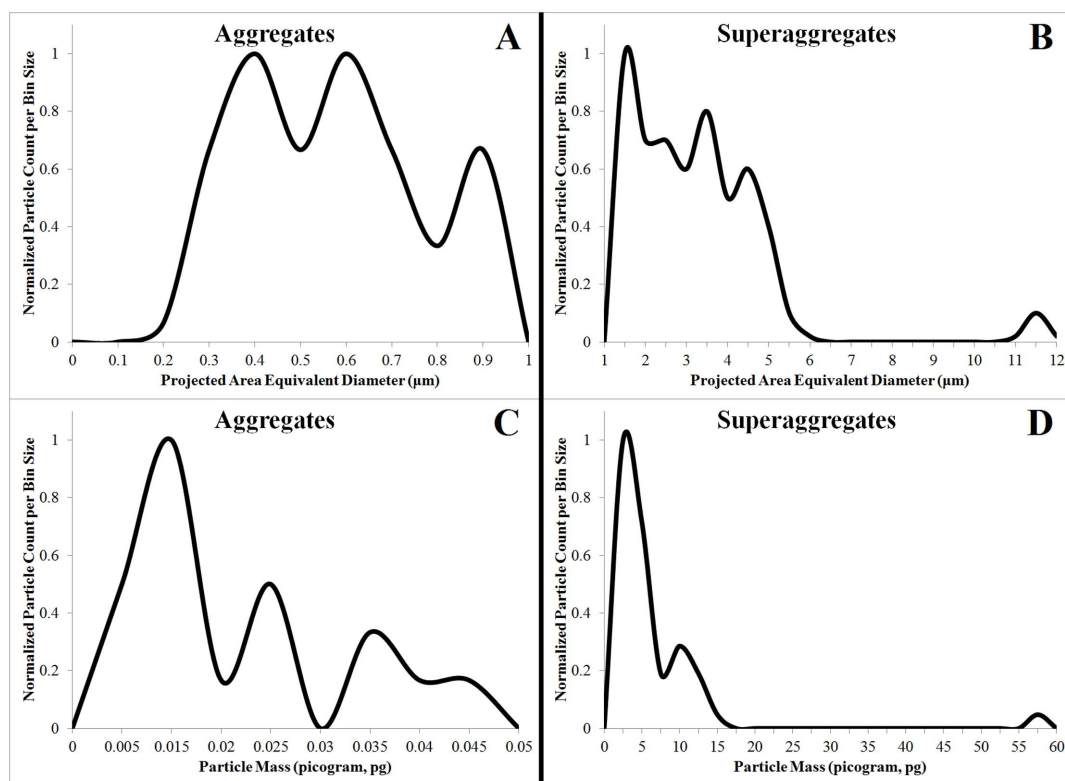 Aggregates
A
Normalized Particle Count per Bin Size
1
0.8
0.6
0.4
0.2
0
0 0.1 0.2 0.3 0.4 0.5 0.6 0.7 0.8 0.9 1
Projected Area Equivalent Diameter (µm)
Superaggregates
B
Normalized Particle Count per Bin Size
1
0.8
0.6
0.4
0.2
0
1 2 3 4 5 6 7 8 9 10 11 12
Projected Area Equivalent Diameter (µm)
Aggregates
C
Normalized Particle Count per Bin Size
1
0.8
0.6
0.4
0.2
0
0 0.005 0.015 0.02 0.025 0.03 0.035 0.04 0.045 0.05
Particle Mass (picogram, pg)
Superaggregates
D
Normalized Particle Count per Bin Size
1
0.8
0.6
0.4
0.2
0
0 5 10 15 20 25 30 35 40 45 50 55 60
Particle Mass (picogram, pg)